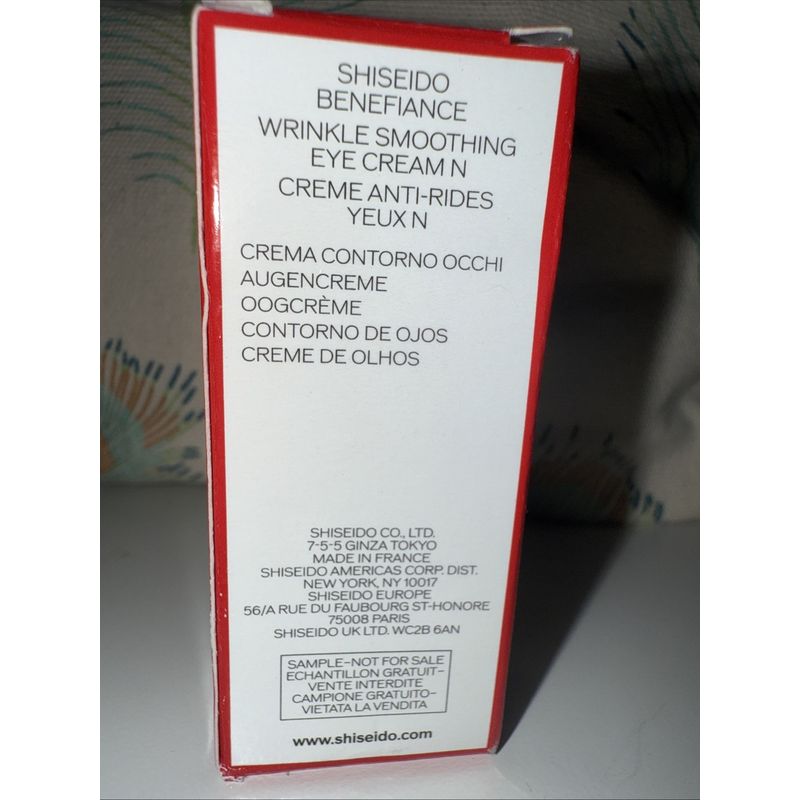 SHISEIDO
BENEFIANCE
WRINKLE SMOOTHING
EYE CREAM N
CREME ANTI-RIDES
YEUX N
CREMA CONTORNO OCCHI
AUGENCREME
OOGCRÈME
CONTORNO DE OJOS
CREME DE OLHOS
SHISEIDO CO., LTD.
7-5-5 GINZA TOKYO
MADE IN FRANCE
SHISEIDO AMERICAS CORP. DIST.
NEW YORK, NY 10017
SHISEIDO EUROPE
56/A RUE DU FAUBOURG ST-HONORE
75008 PARIS
SHISEIDO UK LTD. WC2B 6AN
SAMPLE-NOT FOR SALE
ECHANTILLON GRATUIT-
VENTE INTERDITE
CAMPIONE GRATUITO-
VIETATA LA VENDITA
www.shiseido.com